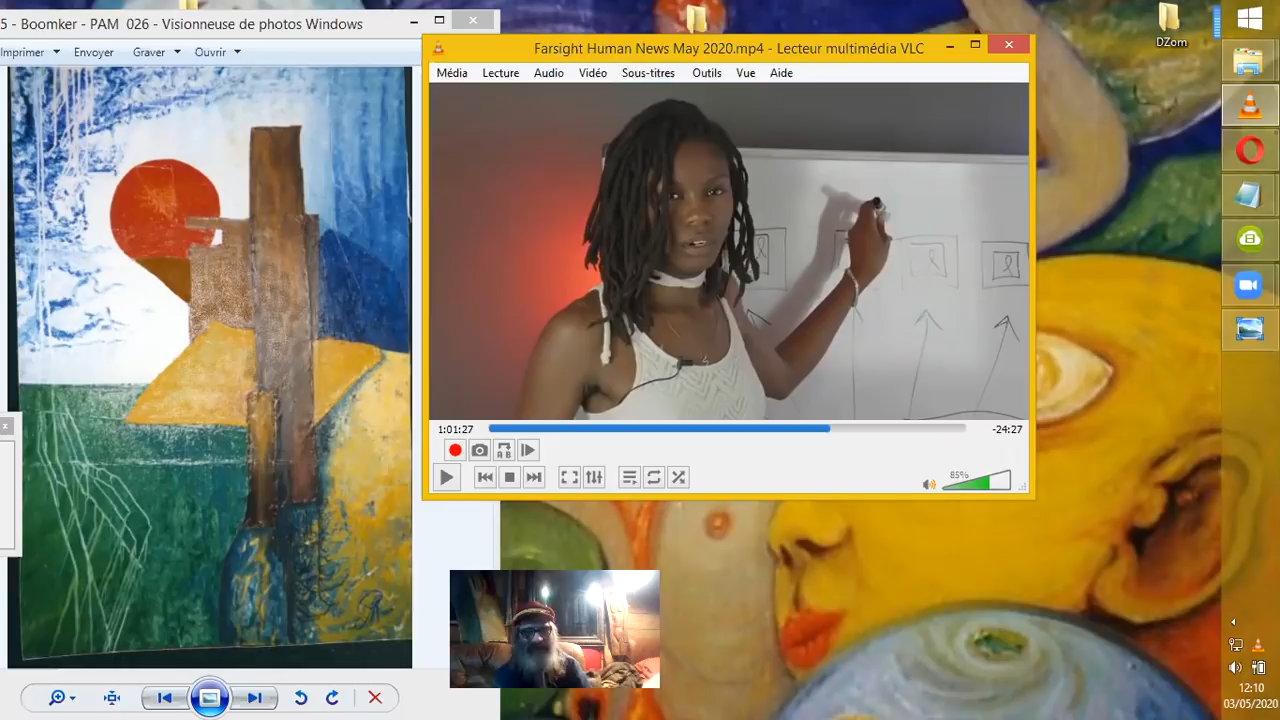 5 - Boomker - PAM  026 - Visionneuse de photos Windows
Imprimer Envoyer Graver Ouvrir
DZom
Farsight Human News May 2020.mp4 - Lecteur multimédia VLC
Média Lecture Audio Vidéo Sous-titres Outils Vue Aide
1:01:27 -24:27
85%
12:10
03/05/2020